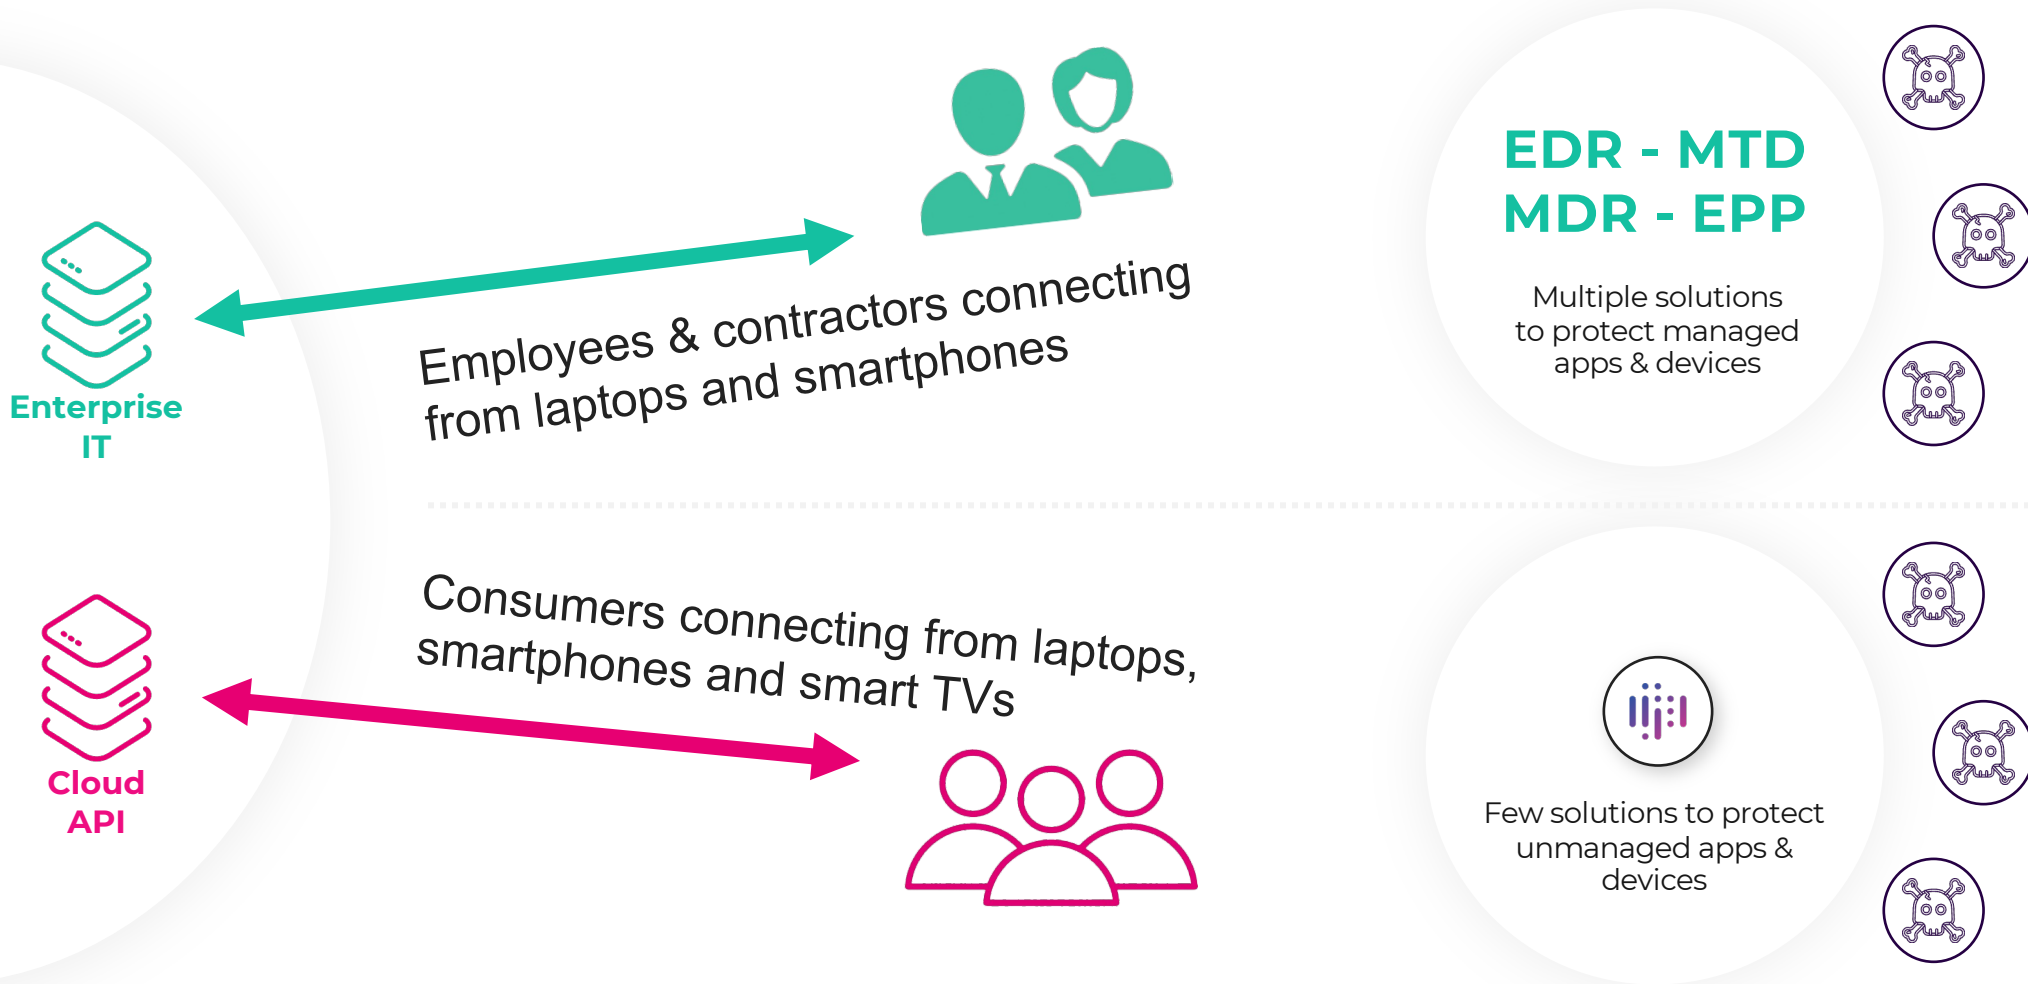 Enterprise
IT
Employees & contractors connecting
from laptops and smartphones
EDR - MTD
MDR - EPP
Multiple solutions
to protect managed
apps & devices
Cloud
API
Consumers connecting from laptops,
smartphones and smart TVs
Few solutions to protect
unmanaged apps &
devices